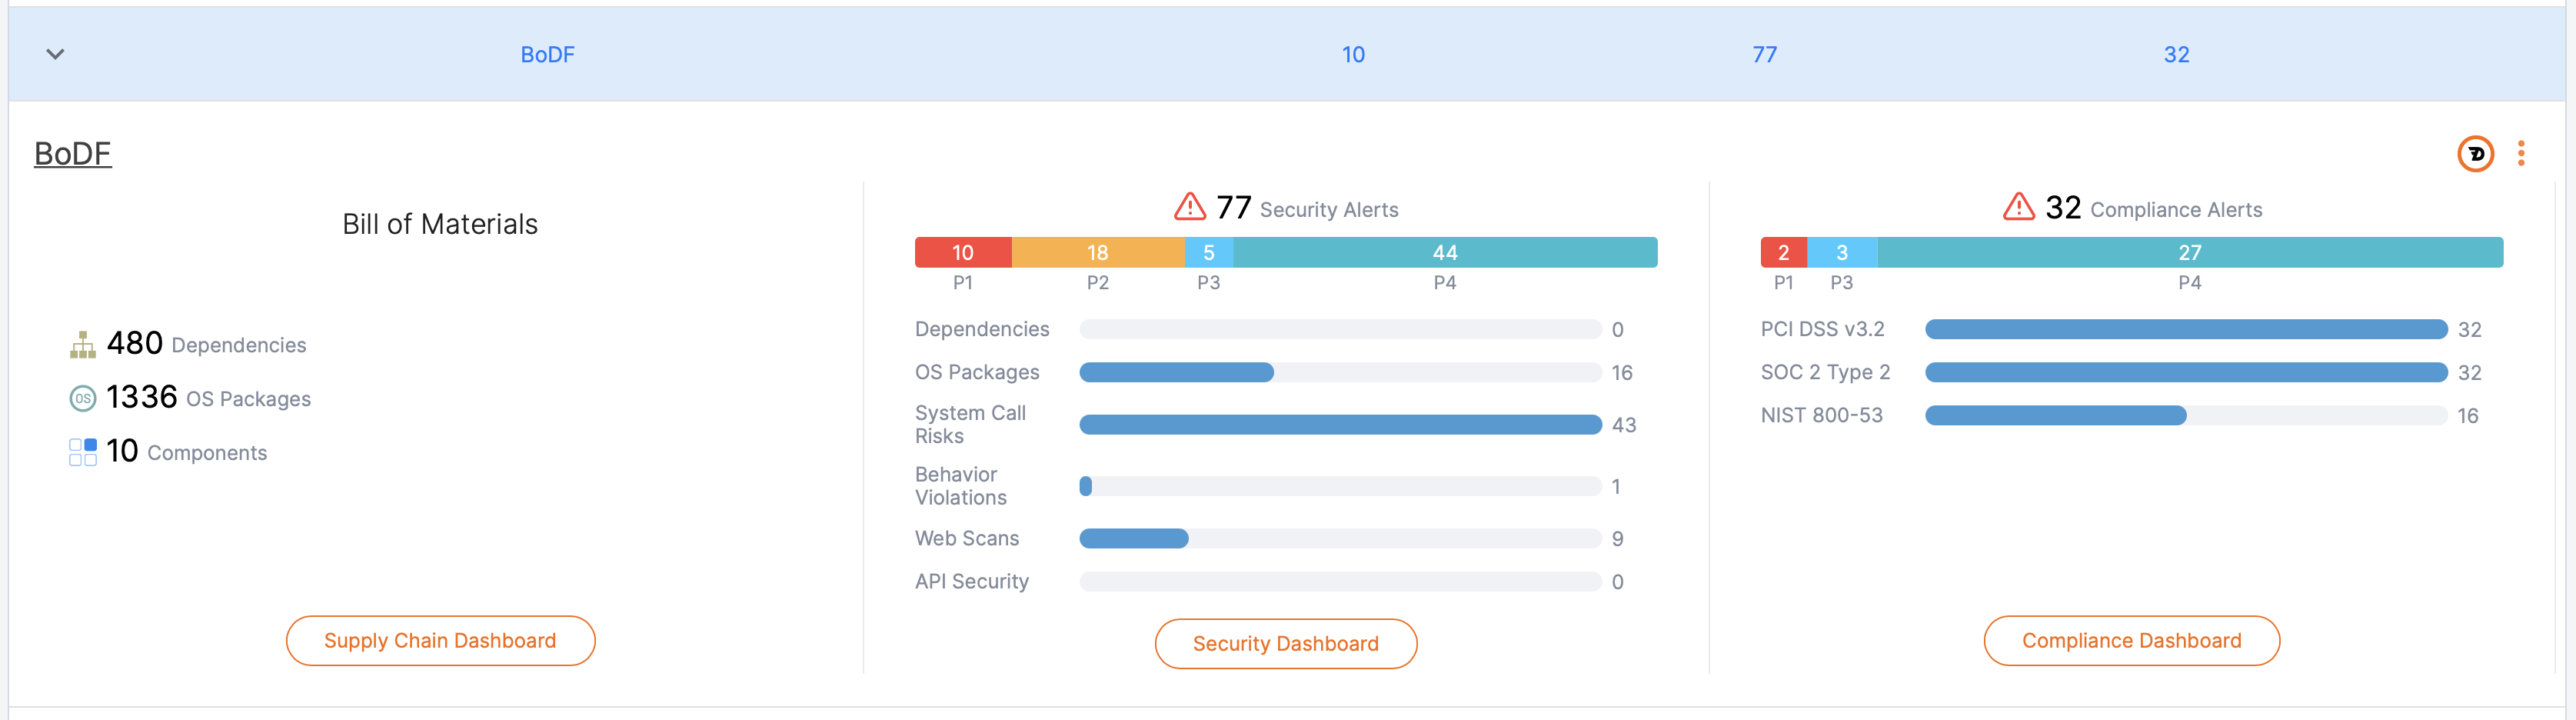 BoDF 10 77 32
BoDF
Bill of Materials
480 Dependencies
OS 1336 OS Packages
10 Components
Supply Chain Dashboard
77 Security Alerts
10 18 5 44
P1 P2 P3 P4
Dependencies 0
OS Packages 16
System Call
Risks 43
Behavior
Violations 1
Web Scans 9
API Security 0
Security Dashboard
32 Compliance Alerts
2 3 27
P1 P3 P4
PCI DSS v3.2 32
SOC 2 Type 2 32
NIST 800-53 16
Compliance Dashboard